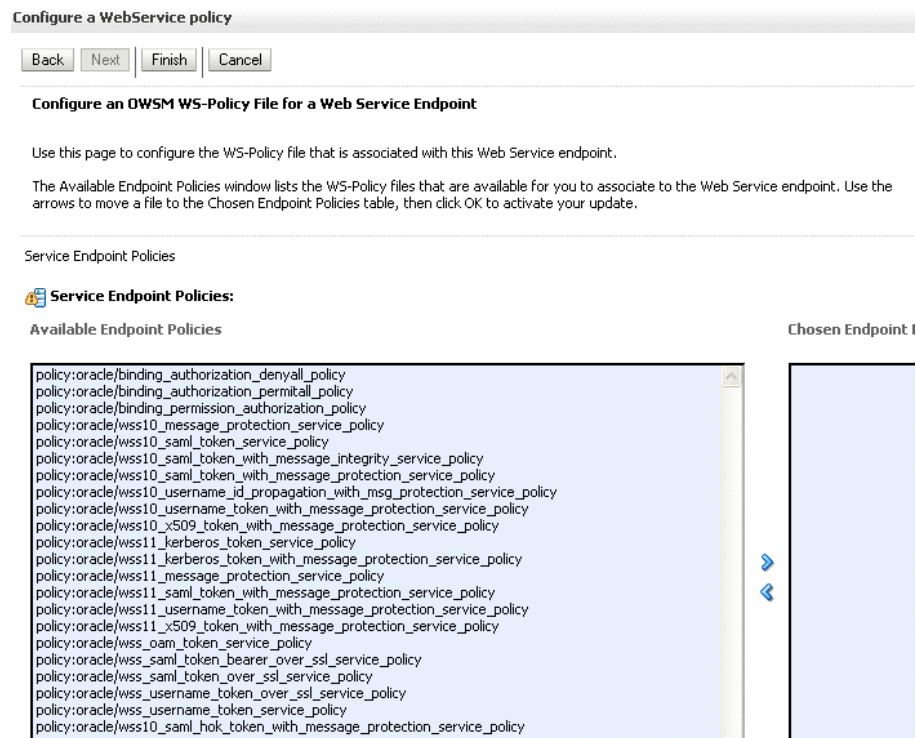 Configure a WebService policy
Back Next Finish Cancel
Configure an OWSM WS-Policy File for a Web Service Endpoint
Use this page to configure the WS-Policy file that is associated with this Web Service endpoint.
The Available Endpoint Policies window lists the WS-Policy files that are available for you to associate to the Web Service endpoint. Use the
arrows to move a file to the Chosen Endpoint Policies table, then click OK to activate your update.
Service Endpoint Policies
Service Endpoint Policies:
Available Endpoint Policies
Chosen Endpoint
policy:oracle/binding_authorization_denyall_policy
policy:oracle/binding_authorization_permitall_policy
policy:oracle/binding_permission_authorization_policy
policy:oracle/wss10_message_protection_service_policy
policy:oracle/wss10_saml_token_service_policy
policy:oracle/wss10_saml_token_with_message_integrity_service_policy
policy:oracle/wss10_saml_token_with_message_protection_service_policy
policy:oracle/wss10_username_id_propagation_with_msg_protection_service_policy
policy:oracle/wss10_username_token_with_message_protection_service_policy
policy:oracle/wss10_x509_token_with_message_protection_service_policy
policy:oracle/wss11_kerberos_token_service_policy
policy:oracle/wss11_kerberos_token_with_message_protection_service_policy
policy:oracle/wss11_message_protection_service_policy
policy:oracle/wss11_saml_token_with_message_protection_service_policy
policy:oracle/wss11_username_token_with_message_protection_service_policy
policy:oracle/wss11_x509_token_with_message_protection_service_policy
policy:oracle/wss_oam_token_service_policy
policy:oracle/wss_saml_token_bearer_over_ssl_service_policy
policy:oracle/wss_saml_token_over_ssl_service_policy
policy:oracle/wss_username_token_over_ssl_service_policy
policy:oracle/wss_username_token_service_policy
policy:oracle/wss10_saml_hok_token_with_message_protection_service_policy